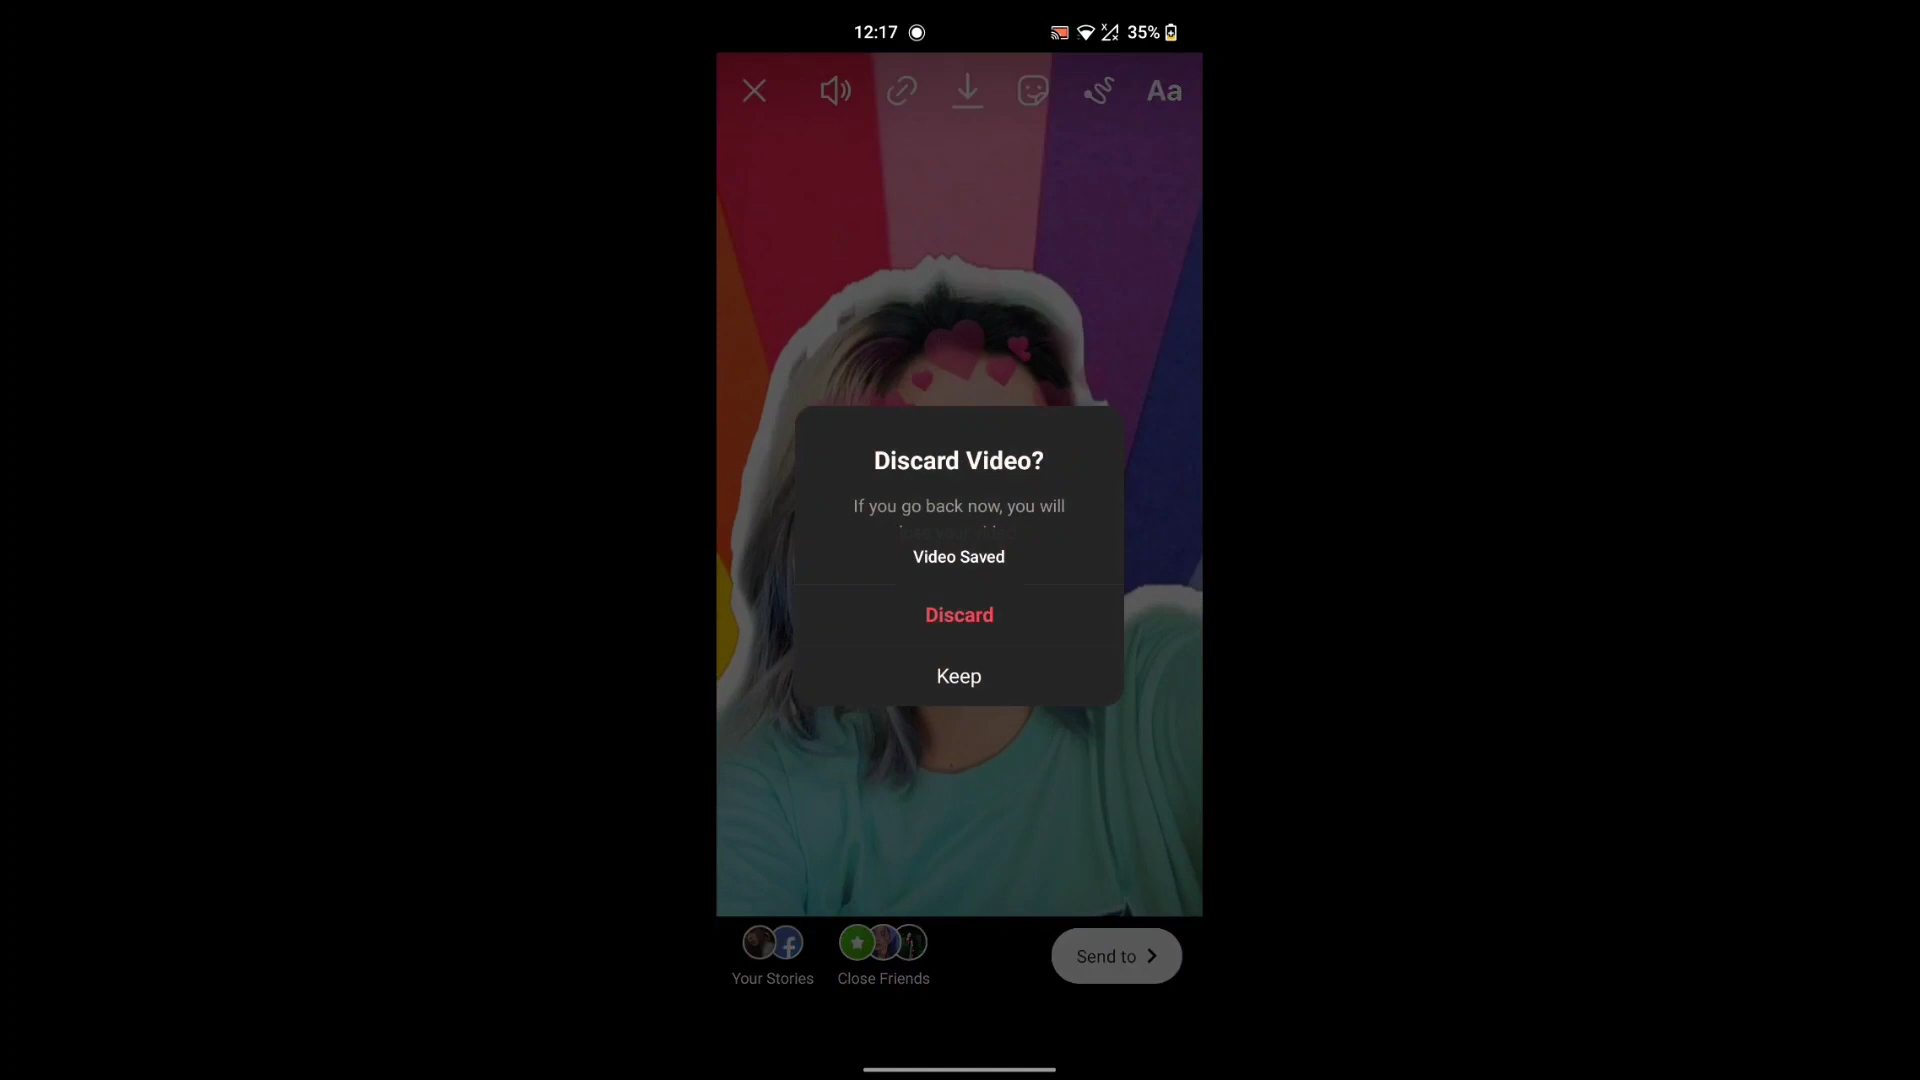 12:17
35%
Aa
Discard Video?
If you go back now, you will
Video Saved
Discard
Keep
Send to
Your Stories
Close Friends